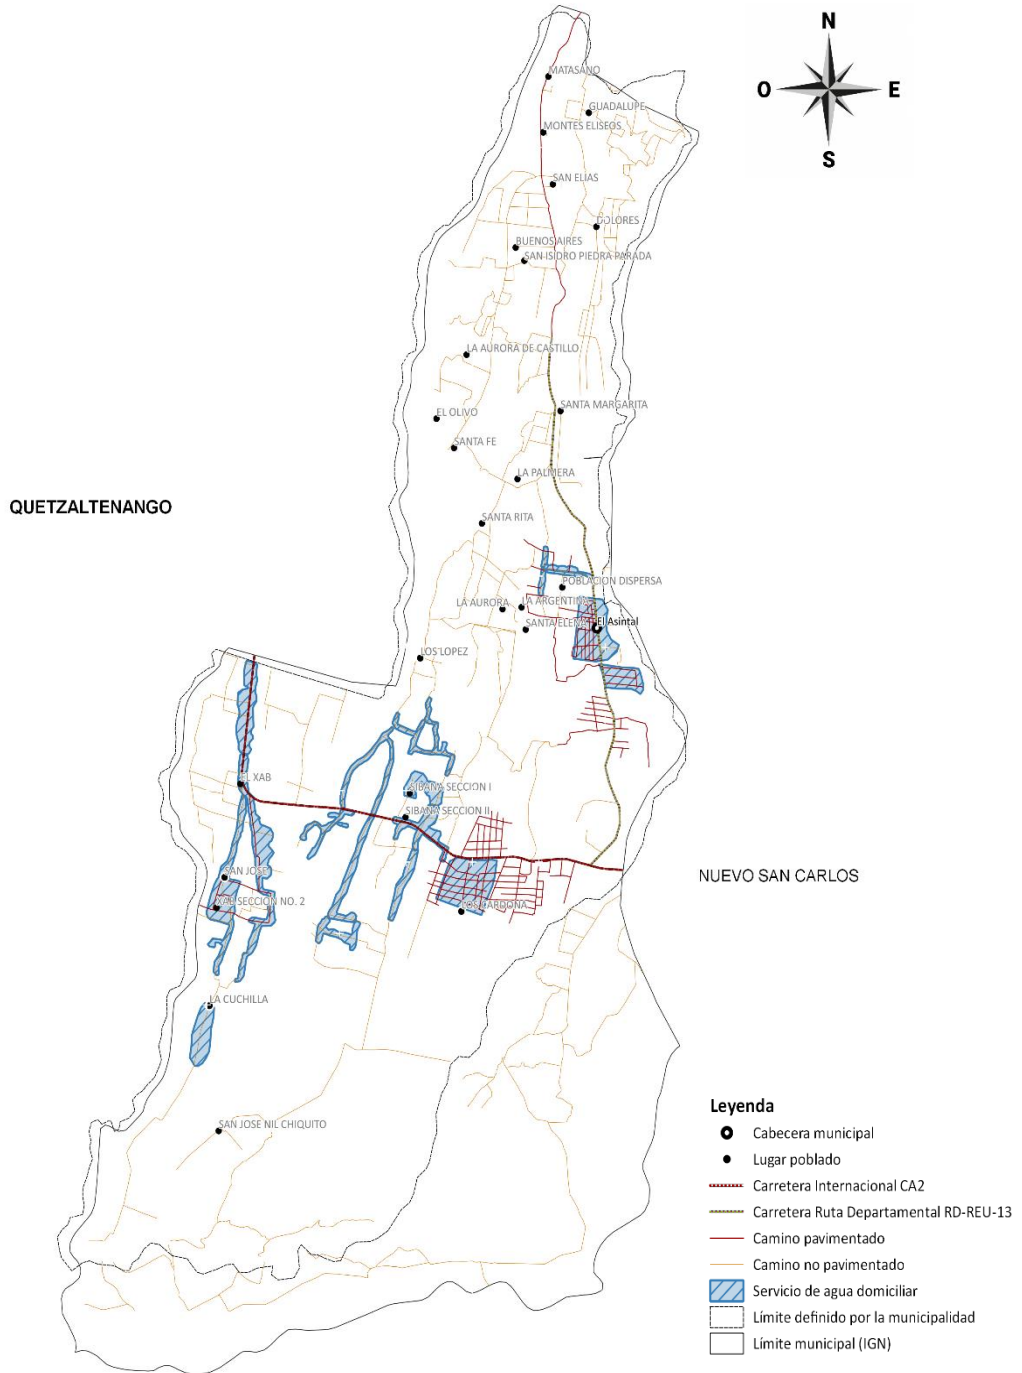 N
O
E
S
MATASANO
GUADALUPE
MONTES ELISEOS
SAN ELIAS
DOLORES
BUENOS AIRES
SAN ISIDRO PIEDRA PARADA
LA AURORA DE CASTILLO
SANTA MARGARITA
EL OLIVO
SANTA FE
LA PALMERA
QUETZALTENANGO
SANTA RITA
POBLACION DISPERSA
LA AURORA
LA ARGENTINA
SANTA ELENA
El Asintal
LOS LOPEZ
EL XAB
SIBANA SECCION I
SIBANA SECCION II
SAN JOSE
NUEVO SAN CARLOS
XAB SECCION NO. 2
LOS CARDONA
LA CUCHILLA
SAN JOSE NIL CHIQUITO
Leyenda
Cabecera municipal
Lugar poblado
Carretera Internacional CA2
Carretera Ruta Departamental RD-REU-13
Camino pavimentado
Camino no pavimentado
Servicio de agua domiciliar
Límite definido por la municipalidad
Límite municipal (IGN)